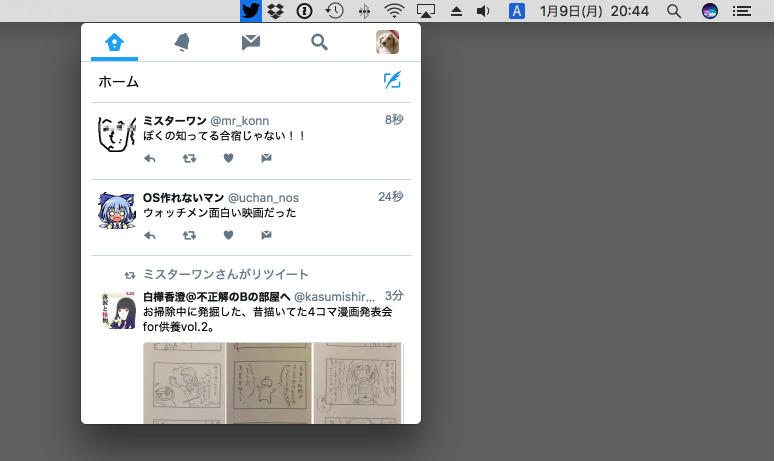 A 1月9日(月) 20:44
ホーム
ミスターワン @mr_konn 8秒
ぼくの知ってる合宿じゃない！！
OS作れないマン @uchan_nos 24秒
ウォッチメン面白い映画だった
ミスターワンさんがリツイート
白樺香澄@不正解のBの部屋へ @kasumishir... 3分
お掃除中に発掘した、昔描いてた4コマ漫画発表会
for供養vol.2。